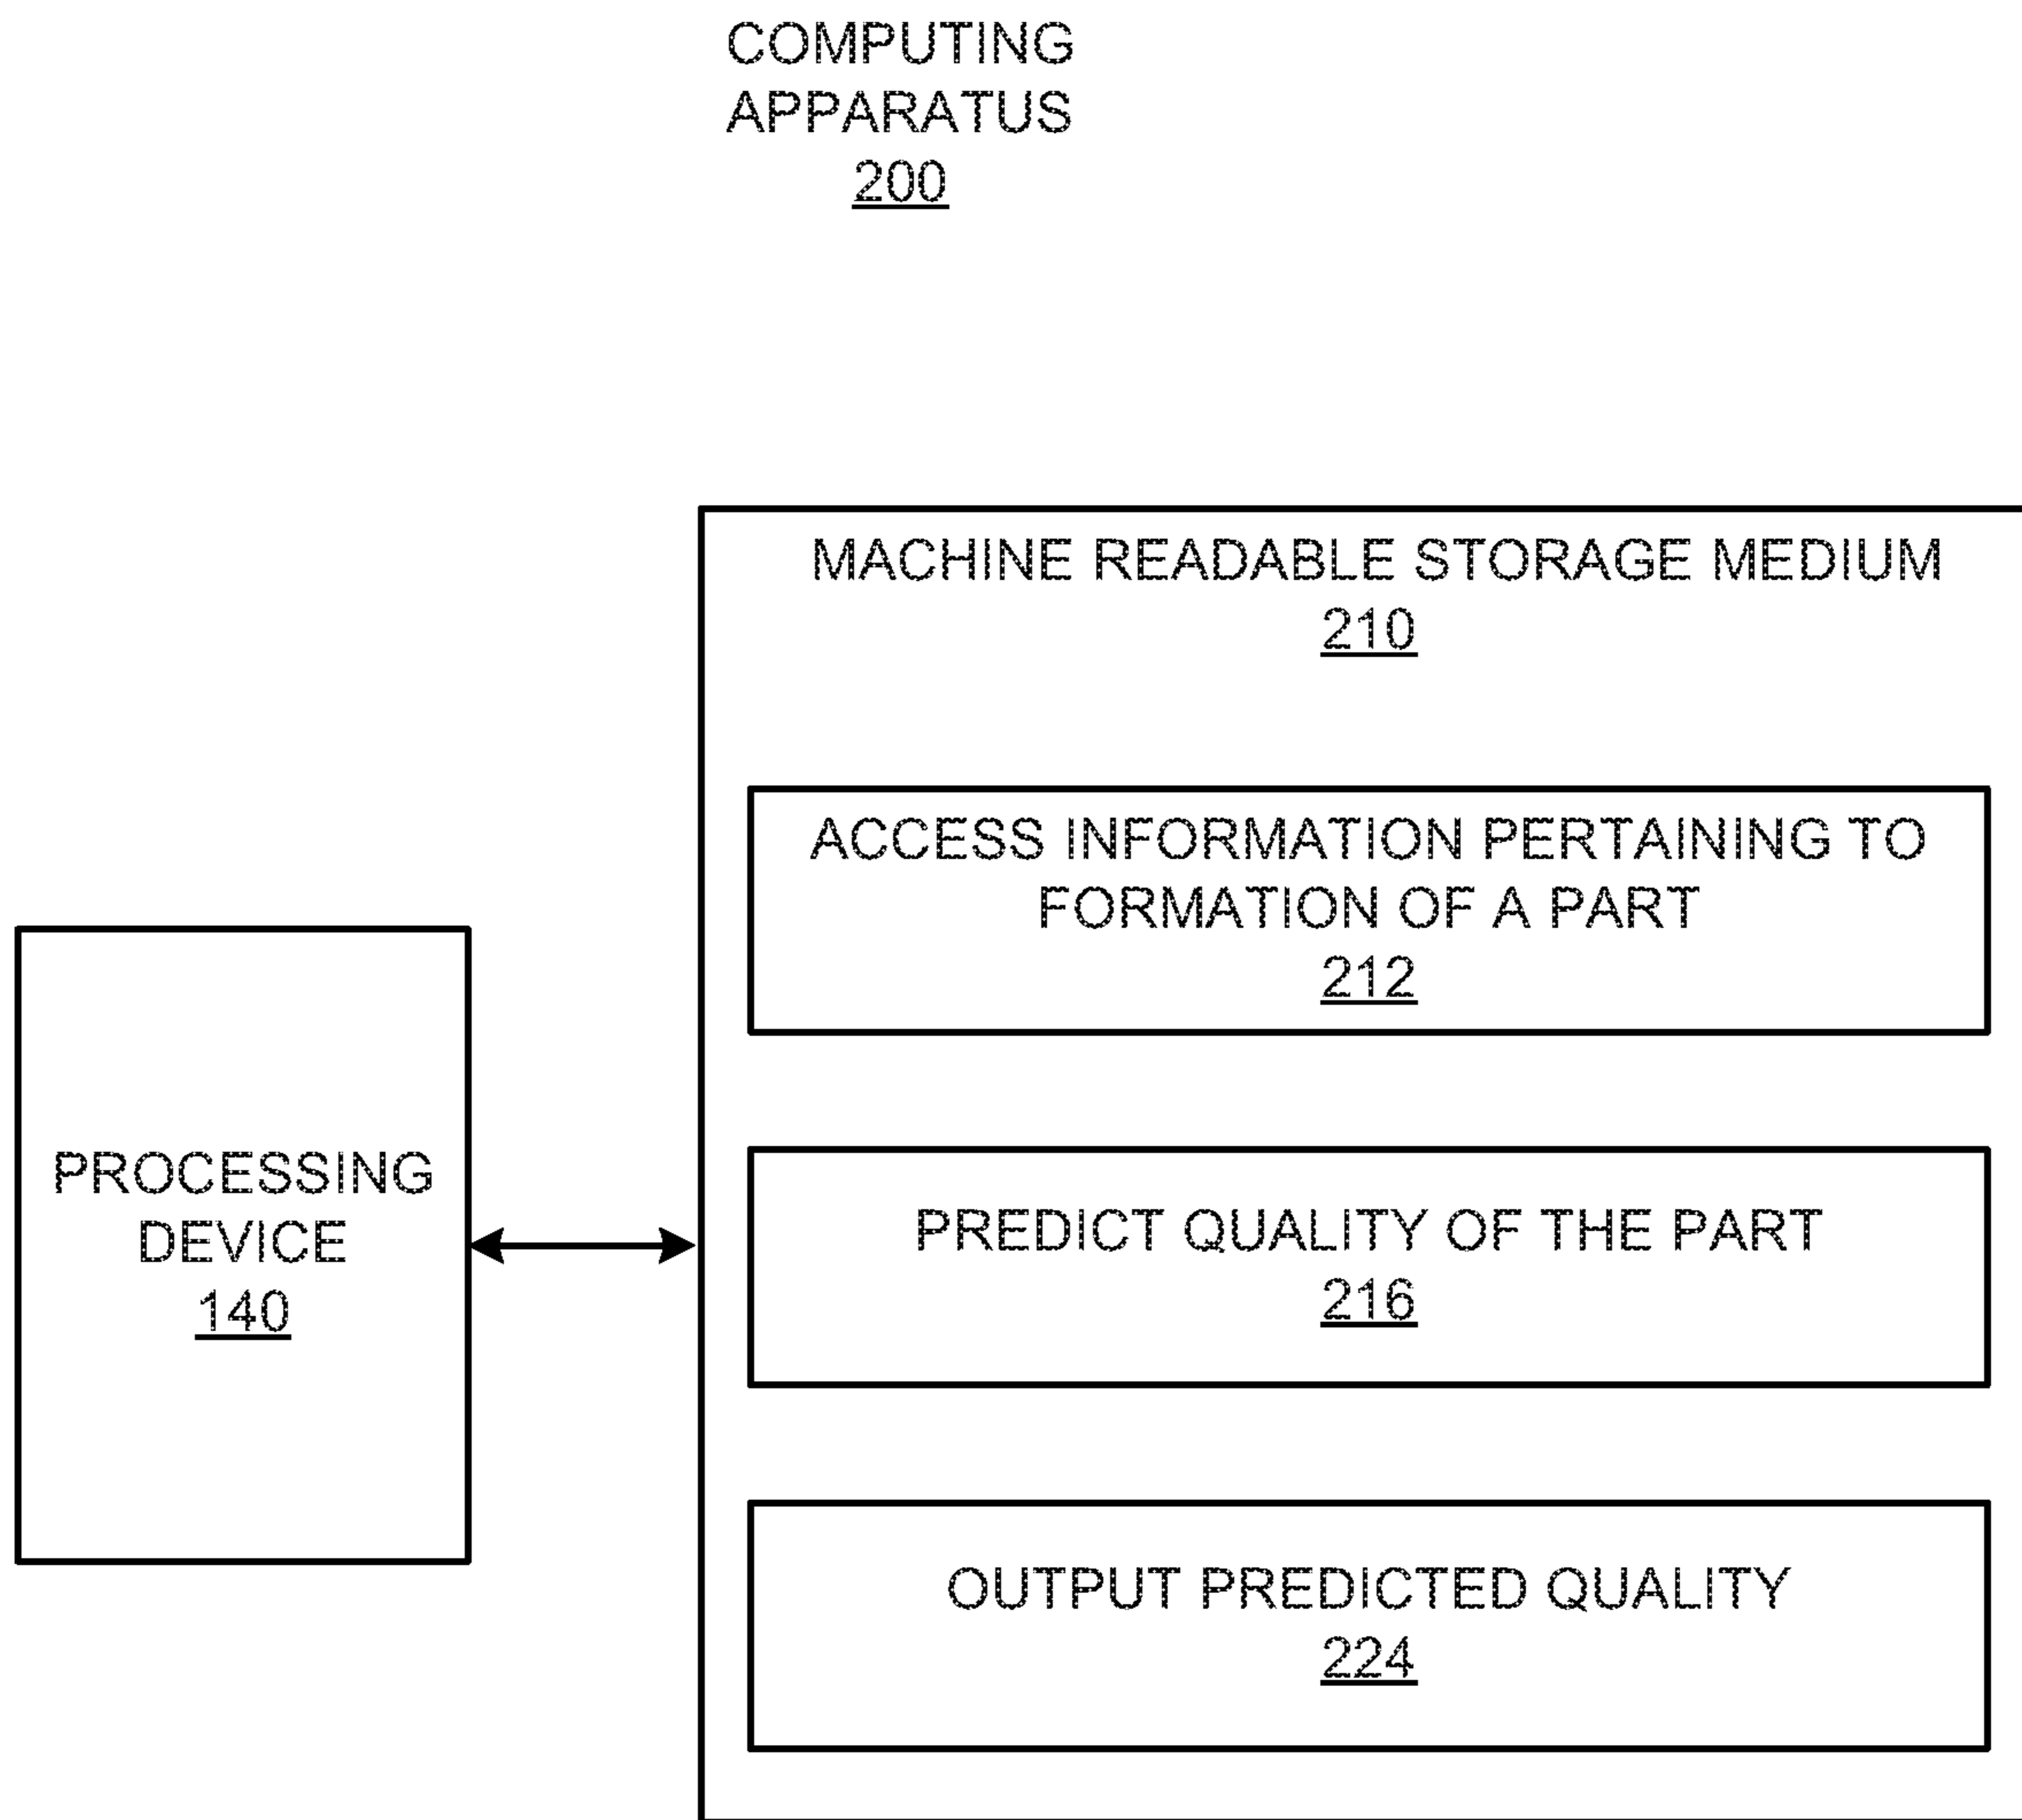 COMPUTING
APPARATUS
200
MACHINE READABLE STORAGE MEDIUM
210
ACCESS INFORMATION PERTAINING TO
FORMATION OF A PART
212
PROCESSING
DEVICE
140
PREDICT QUALITY OF THE PART
216
OUTPUT PREDICTED QUALITY
224